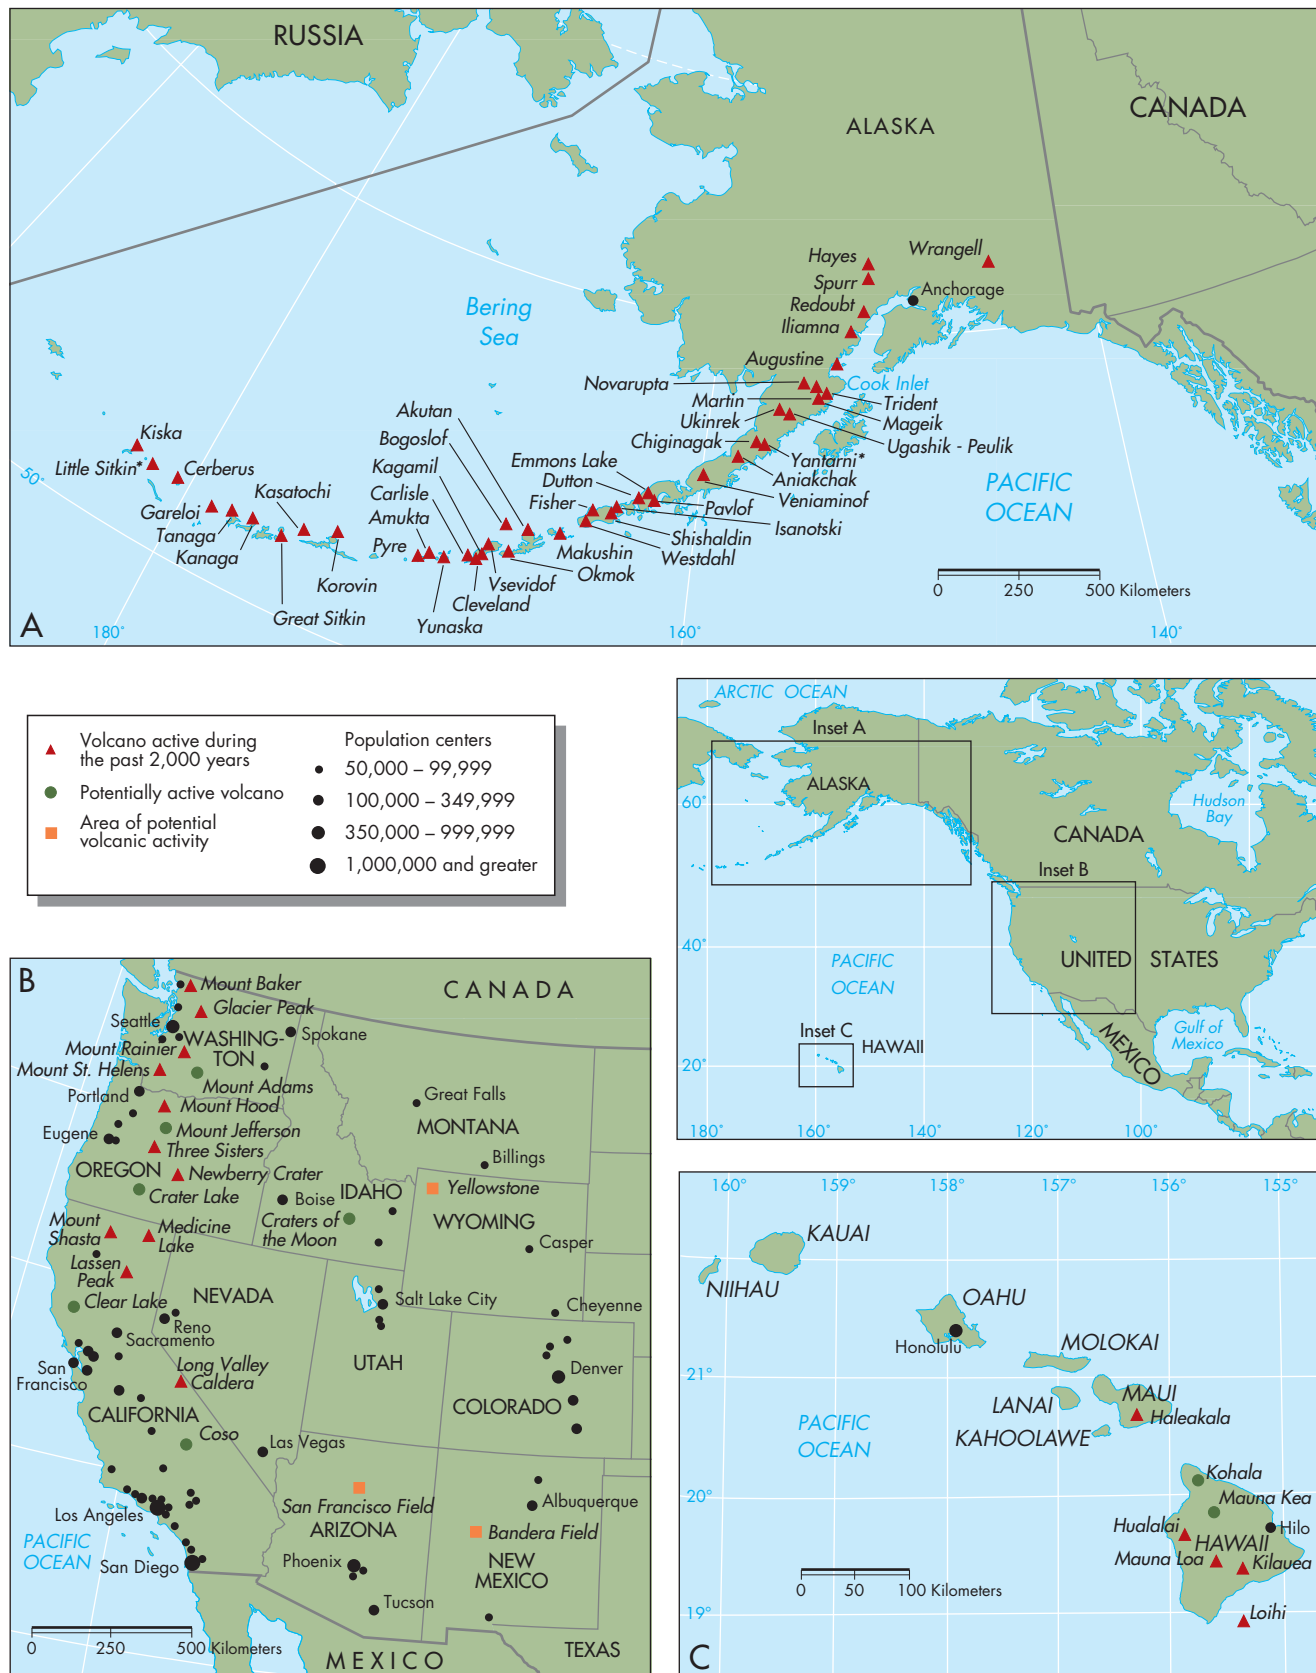 RUSSIA
ALASKA
CANADA
Bering
Sea
Hayes
Wrangell
Spurr
Anchorage
Redoubt
Iliamna
Augustine
Novarupta
Cook Inlet
Martin
Trident
Ukinrek
Mageik
Chiginagak
Ugashik - Peulik
Yantarni*
Aniakchak
Veniaminof
Akutan
Bogoslof
Kagamil
Carlisle
Amukta
Pyre
Emmons Lake
Dutton
Fisher
Pavlof
Isanotski
Shishaldin
Westdahl
Makushin
Okmok
Vsevidof
Cleveland
Yunaska
Kiska
Little Sitkin*
Cerberus
Kasatochi
Gareloi
Tanaga
Kanaga
Korovin
Great Sitkin
PACIFIC
OCEAN
0 250 500 Kilometers
50°
A
180°
160°
140°
Volcano active during
the past 2,000 years
Potentially active volcano
Area of potential
volcanic activity
Population centers
50,000 – 99,999
100,000 – 349,999
350,000 – 999,999
1,000,000 and greater
ARCTIC OCEAN
Inset A
ALASKA
60°
Hudson
Bay
CANADA
Inset B
40°
PACIFIC
OCEAN
UNITED STATES
Inset C
HAWAII
Gulf of
Mexico
MEXICO
20°
180° 160° 140° 120° 100°
B
Mount Baker
CANADA
Glacier Peak
Seattle
WASHING-
TON
Spokane
Mount Rainier
Mount St. Helens
Mount Adams
Portland
Mount Hood
Great Falls
Eugene
Mount Jefferson
MONTANA
Three Sisters
Billings
OREGON
Newberry Crater
Crater Lake
Boise
IDAHO
Yellowstone
Craters of
the Moon
WYOMING
Mount
Shasta
Medicine
Lake
Casper
Lassen
Peak
Clear Lake
NEVADA
Salt Lake City
Cheyenne
Reno
Sacramento
San
Francisco
Long Valley
Caldera
UTAH
Denver
COLORADO
CALIFORNIA
Coso
Las Vegas
Los Angeles
San Francisco Field
ARIZONA
Albuquerque
Bandera Field
PACIFIC
OCEAN
San Diego
Phoenix
NEW
MEXICO
Tucson
0 250 500 Kilometers
MEXICO
TEXAS
160° 159° 158° 157° 156° 155°
KAUAI
NIIHAU
OAHU
Honolulu
MOLOKAI
21°
LANAI
MAUI
Haleakala
PACIFIC
OCEAN
KAHOOLAWE
Kohala
20°
Mauna Kea
Hualalai
HAWAII
Hilo
Mauna Loa
Kilauea
0 50 100 Kilometers
Loihi
19°
C